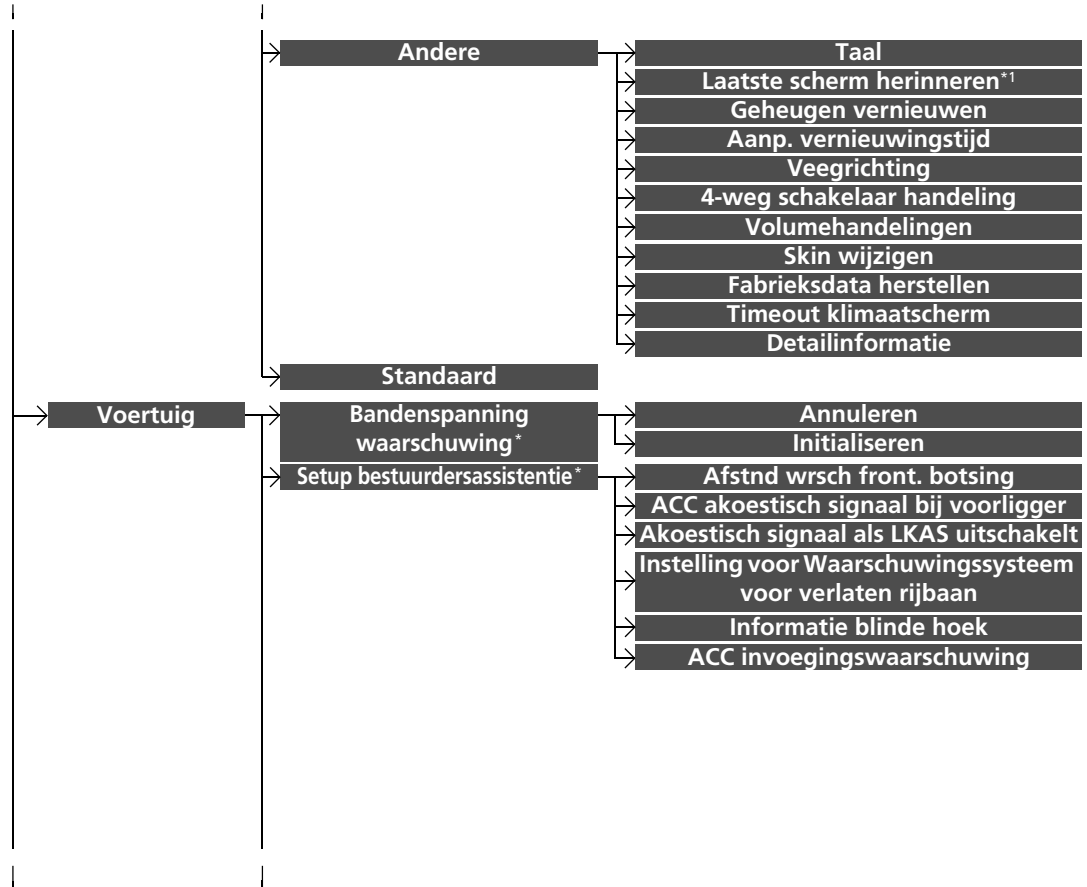 Andere
Taal
Laatste scherm herinneren*1
Geheugen vernieuwen
Aanp. vernieuwingstijd
Veegrichting
4-weg schakelaar handeling
Volumehandelingen
Skin wijzigen
Fabrieksdata herstellen
Timeout klimaatscherm
Detailinformatie
Standaard
Voertuig
Bandenspanning
waarschuwing*
Annuleren
Initialiseren
Setup bestuurdersassistentie*
Afstnd wrsch front. botsing
ACC akoestisch signaal bij voorligger
Akoestisch signaal als LKAS uitschakelt
Instelling voor Waarschuwingssysteem
voor verlaten rijbaan
Informatie blinde hoek
ACC invoegingswaarschuwing